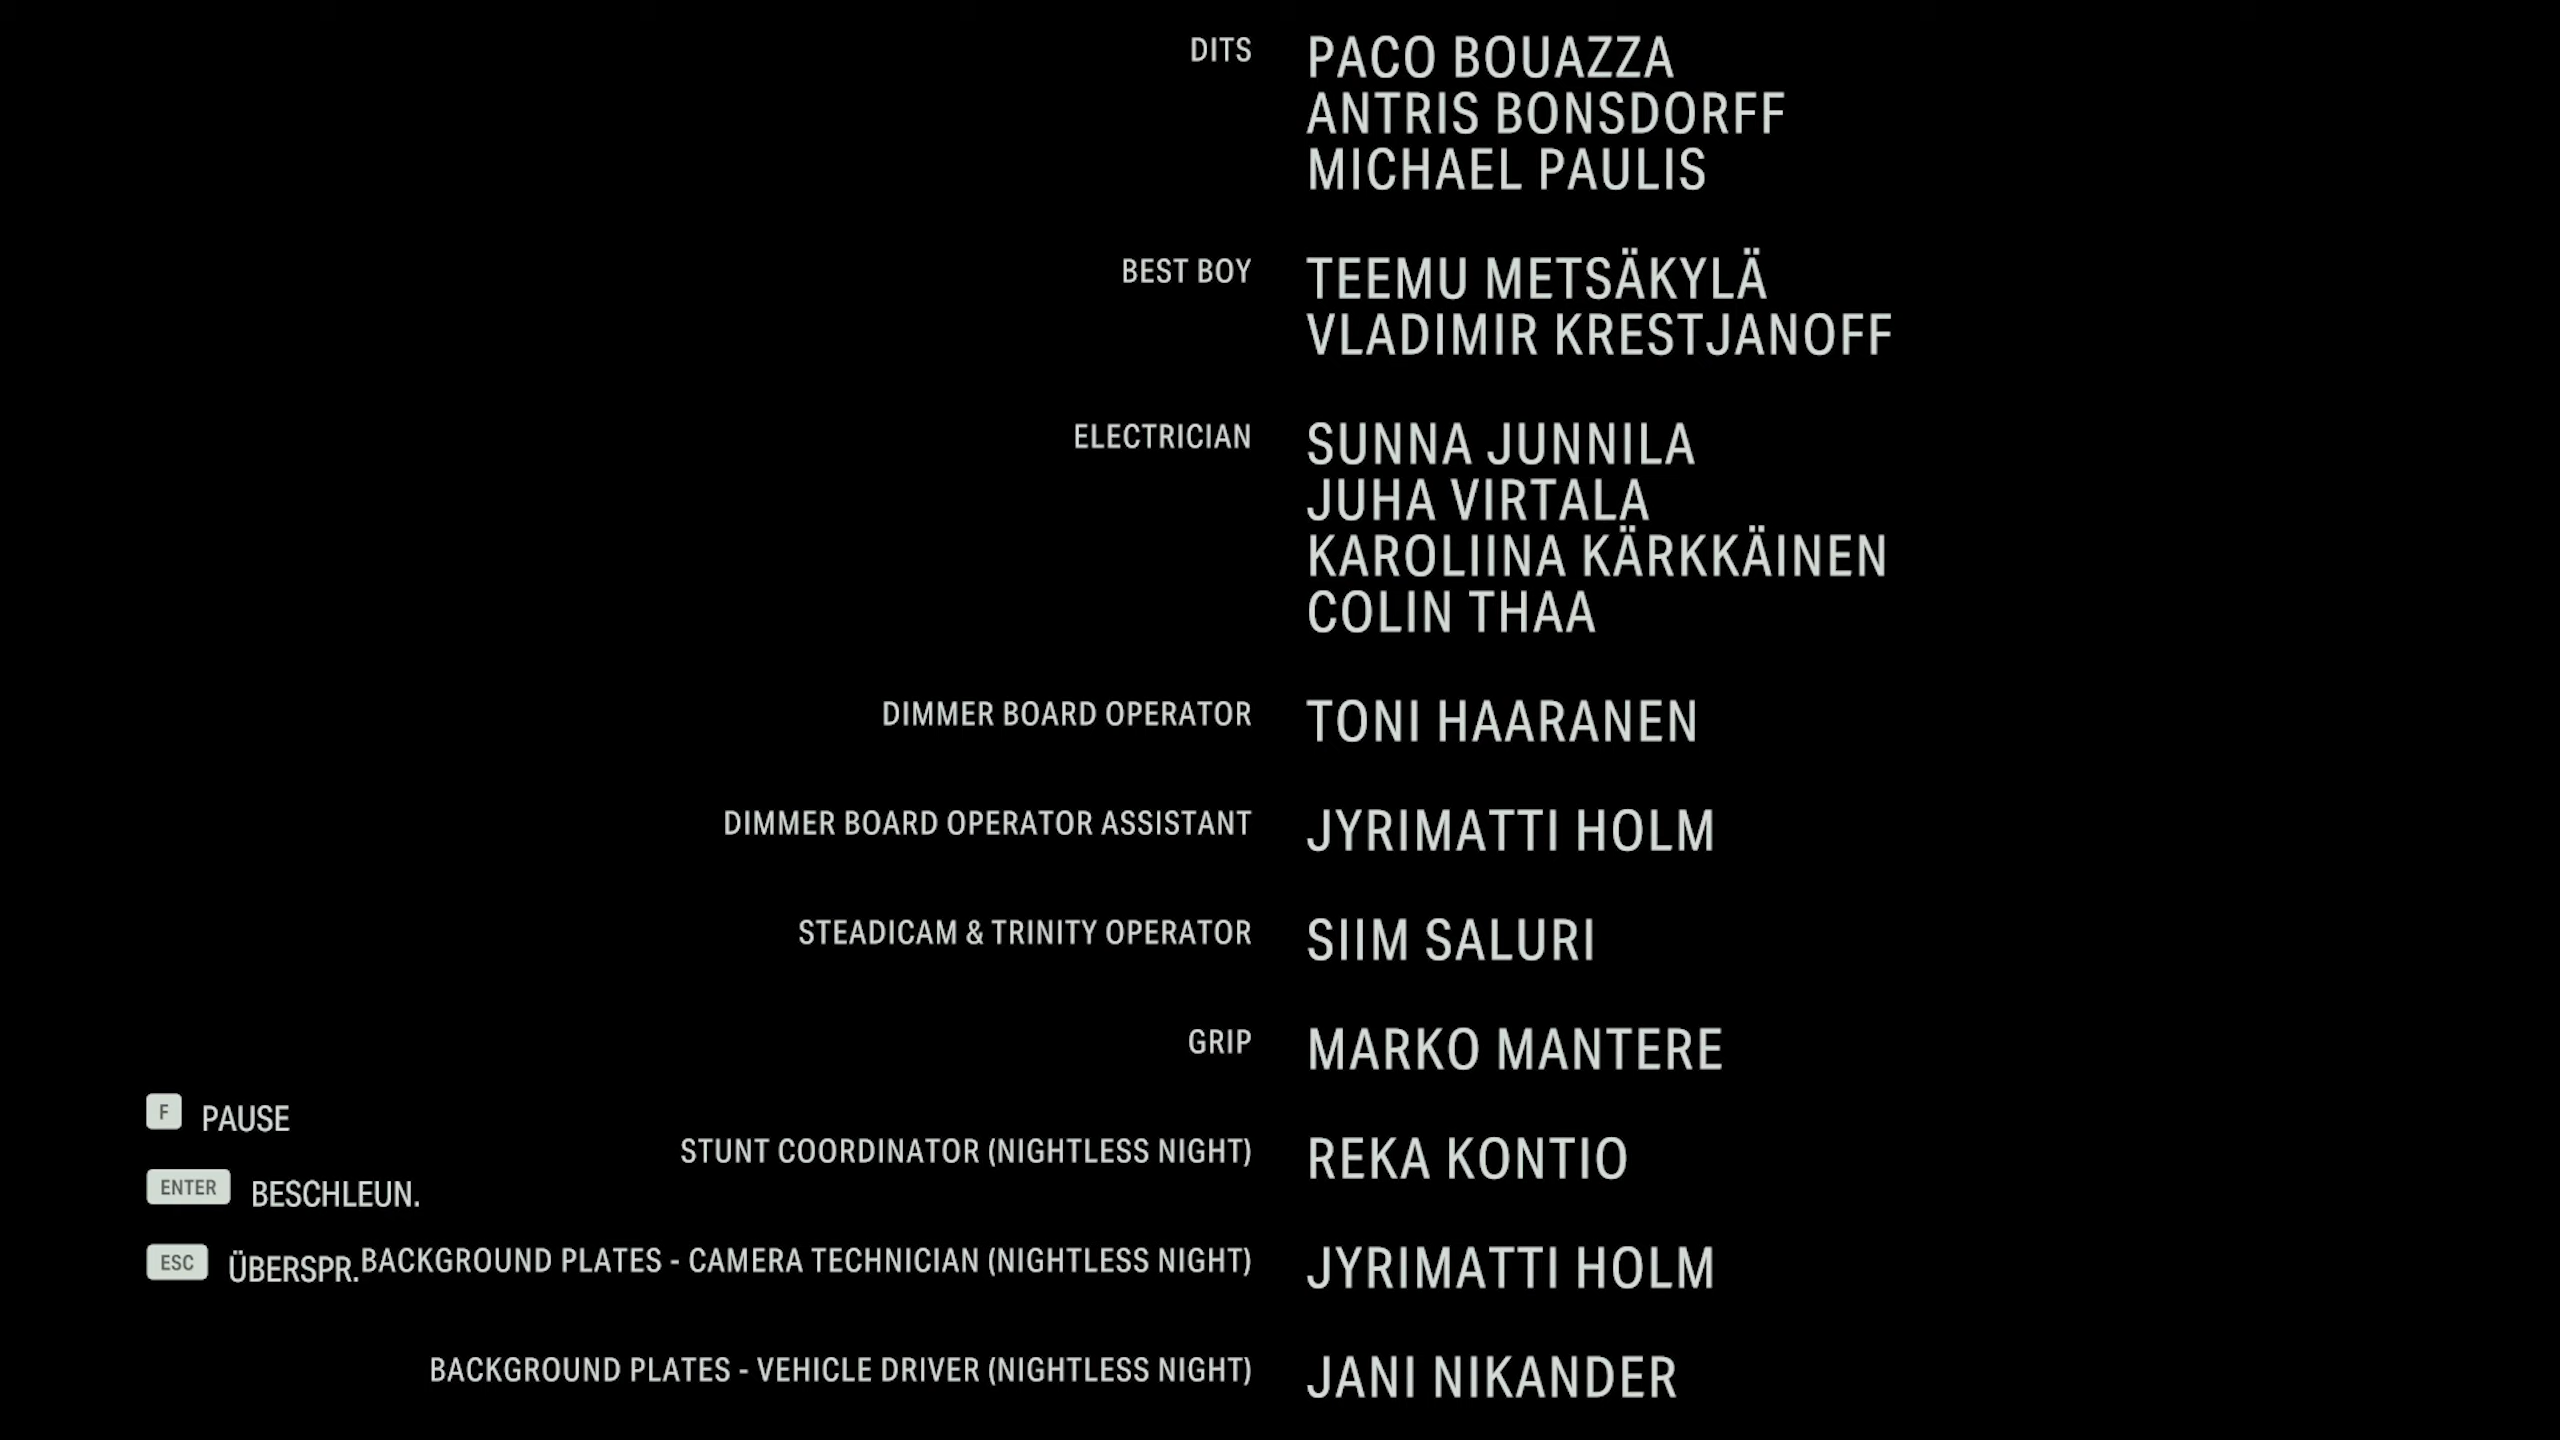 DITS PACO BOUAZZA
ANTRIS BONSDORFF
MICHAEL PAULIS
BEST BOY TEEMU METSÄKYLÄ
VLADIMIR KRESTJANOFF
ELECTRICIAN SUNNA JUNNILA
JUHA VIRTALA
KAROLIINA KÄRKKÄINEN
COLIN THAA
DIMMER BOARD OPERATOR TONI HAARANEN
DIMMER BOARD OPERATOR ASSISTANT JYRIMATTI HOLM
STEADICAM & TRINITY OPERATOR SIIM SALURI
GRIP MARKO MANTERE
F PAUSE
STUNT COORDINATOR (NIGHTLESS NIGHT) REKA KONTIO
ENTER BESCHLEUN.
ESC ÜBERSPR.
BACKGROUND PLATES - CAMERA TECHNICIAN (NIGHTLESS NIGHT) JYRIMATTI HOLM
BACKGROUND PLATES - VEHICLE DRIVER (NIGHTLESS NIGHT) JANI NIKANDER